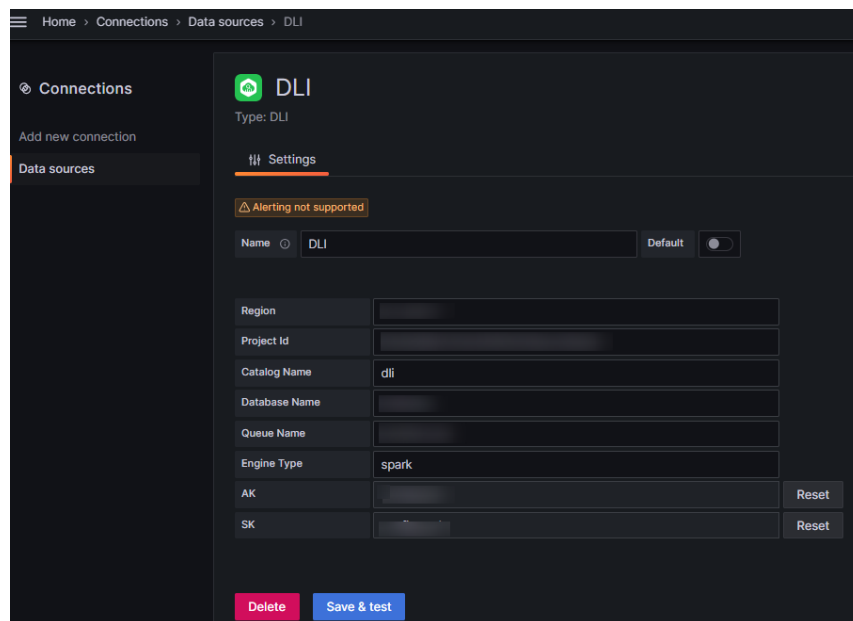 Home › Connections › Data sources › DLI
Connections
Add new connection
Data sources
DLI
Type: DLI
Settings
Alerting not supported
Name DLI Default
Region
Project Id
Catalog Name dli
Database Name
Queue Name
Engine Type spark
AK Reset
SK Reset
Delete Save & test